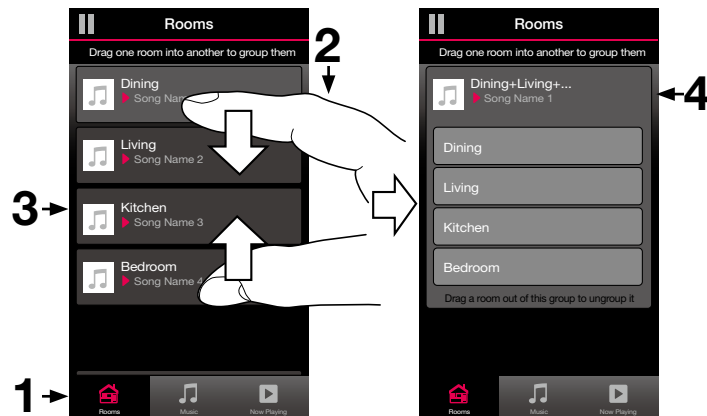 Rooms
Drag one room into another to group them
2
Dining
Song Nam
Living
Song Name 2
3
Kitchen
Song Name 3
Bedroom
Song Name 4
1
Rooms
Music
Now Playing
Rooms
Drag one room into another to group them
Dining+Living+...
Song Name 1
4
Dining
Living
Kitchen
Bedroom
Drag a room out of this group to ungroup it
Rooms
Music
Now Playing